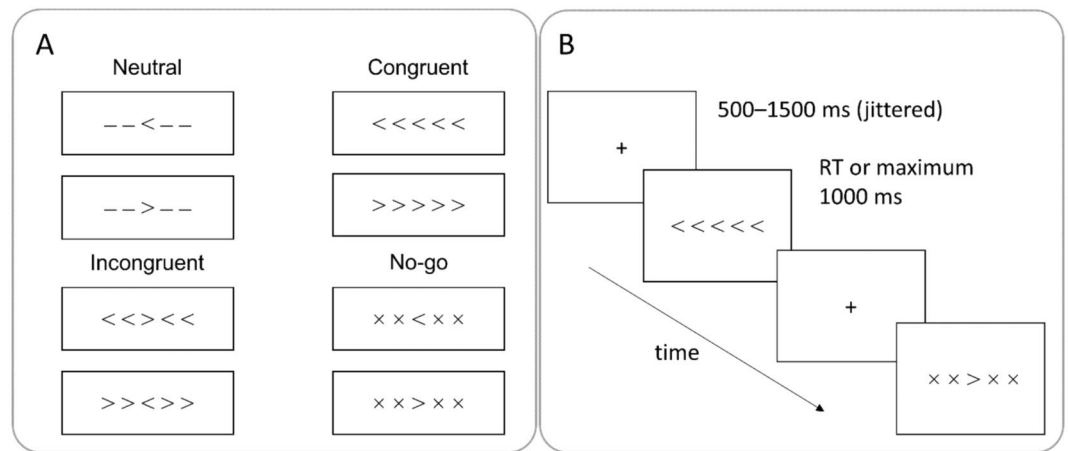 A
Neutral
Congruent
– – < – –
< < < < <
– – > – –
> > > > >
Incongruent
No-go
< < > < <
× × < × ×
> > < > >
× × > × ×
B
500–1500 ms (jittered)
+
RT or maximum
1000 ms
< < < < <
+
time
× × > × ×